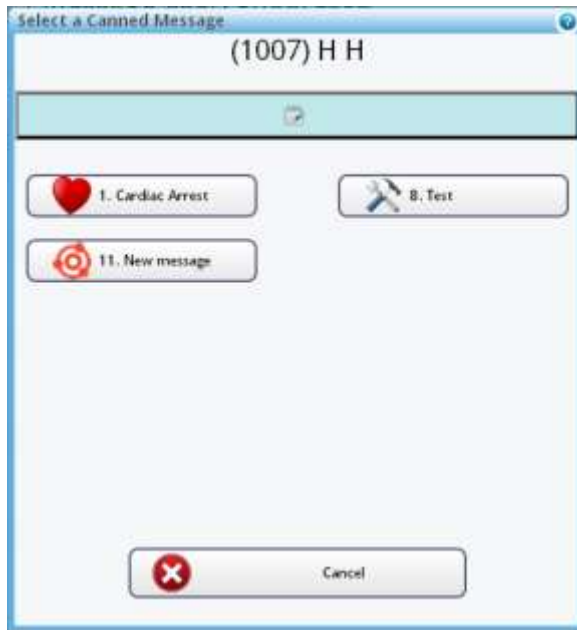 Select a Canned Message
(1007) H H
1. Cardiac Arrest
8. Test
11. New message
Cancel